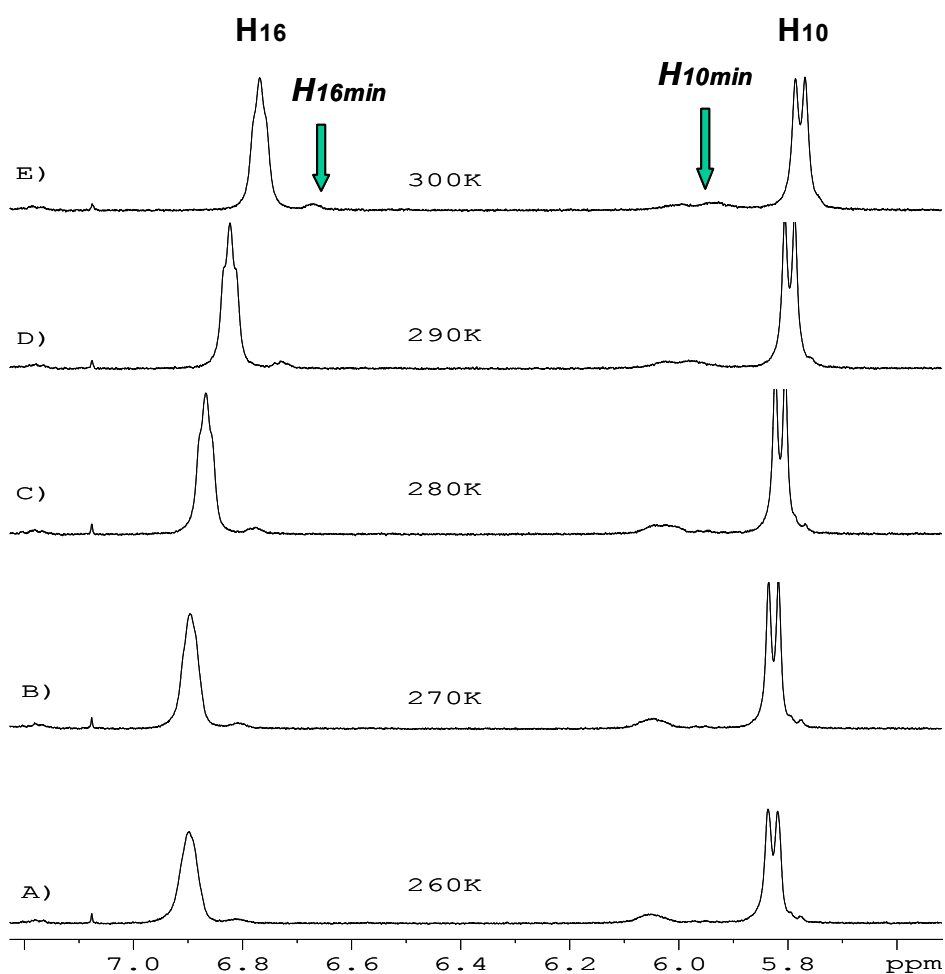 H16 H10
H16min H10min
E) 300K
D) 290K
C) 280K
B) 270K
A) 260K
7.0 6.8 6.6 6.4 6.2 6.0 5.8 ppm